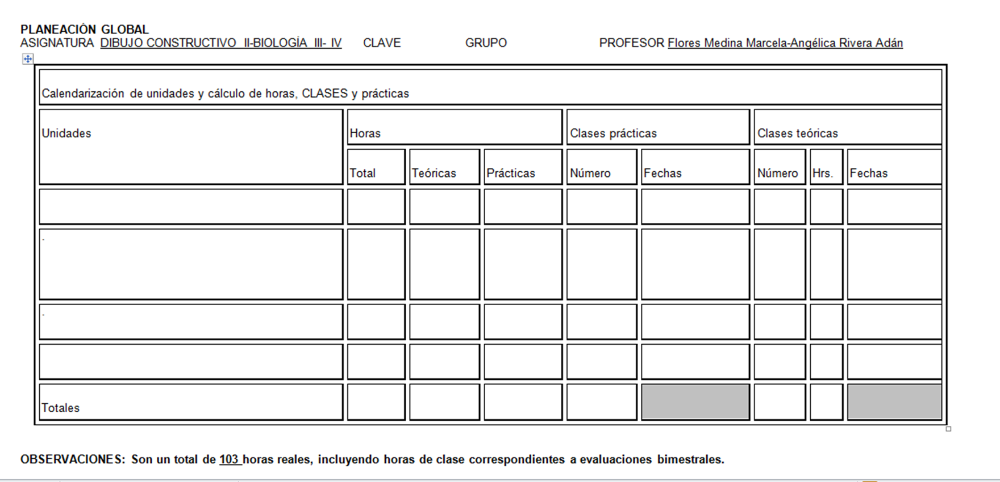 PLANEACIÓN GLOBAL
ASIGNATURA DIBUJO CONSTRUCTIVO II-BIOLOGÍA III- IV CLAVE GRUPO PROFESOR Flores Medina Marcela-Angélica Rivera Adán
Calendarización de unidades y cálculo de horas, CLASES y prácticas
Unidades Horas Clases prácticas Clases teóricas
Total Teóricas Prácticas Número Fechas Número Hrs. Fechas
Totales
OBSERVACIONES: Son un total de 103 horas reales, incluyendo horas de clase correspondientes a evaluaciones bimestrales.